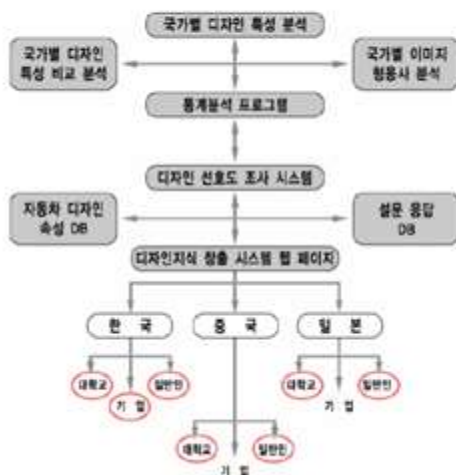 국가별 디자인 특성 분석
국가별 디자인
특성 비교 분석
국가별 이미지
형용사 분석
통계분석 프로그램
디자인 선호도 조사 시스템
자동차 디자인
속성 DB
설문 응답
DB
디자인지식 창출 시스템 웹 페이지
한 국
중 국
일 본
대학교
기 업
일반인
대학교
기 업
일반인
대학교
기 업
일반인